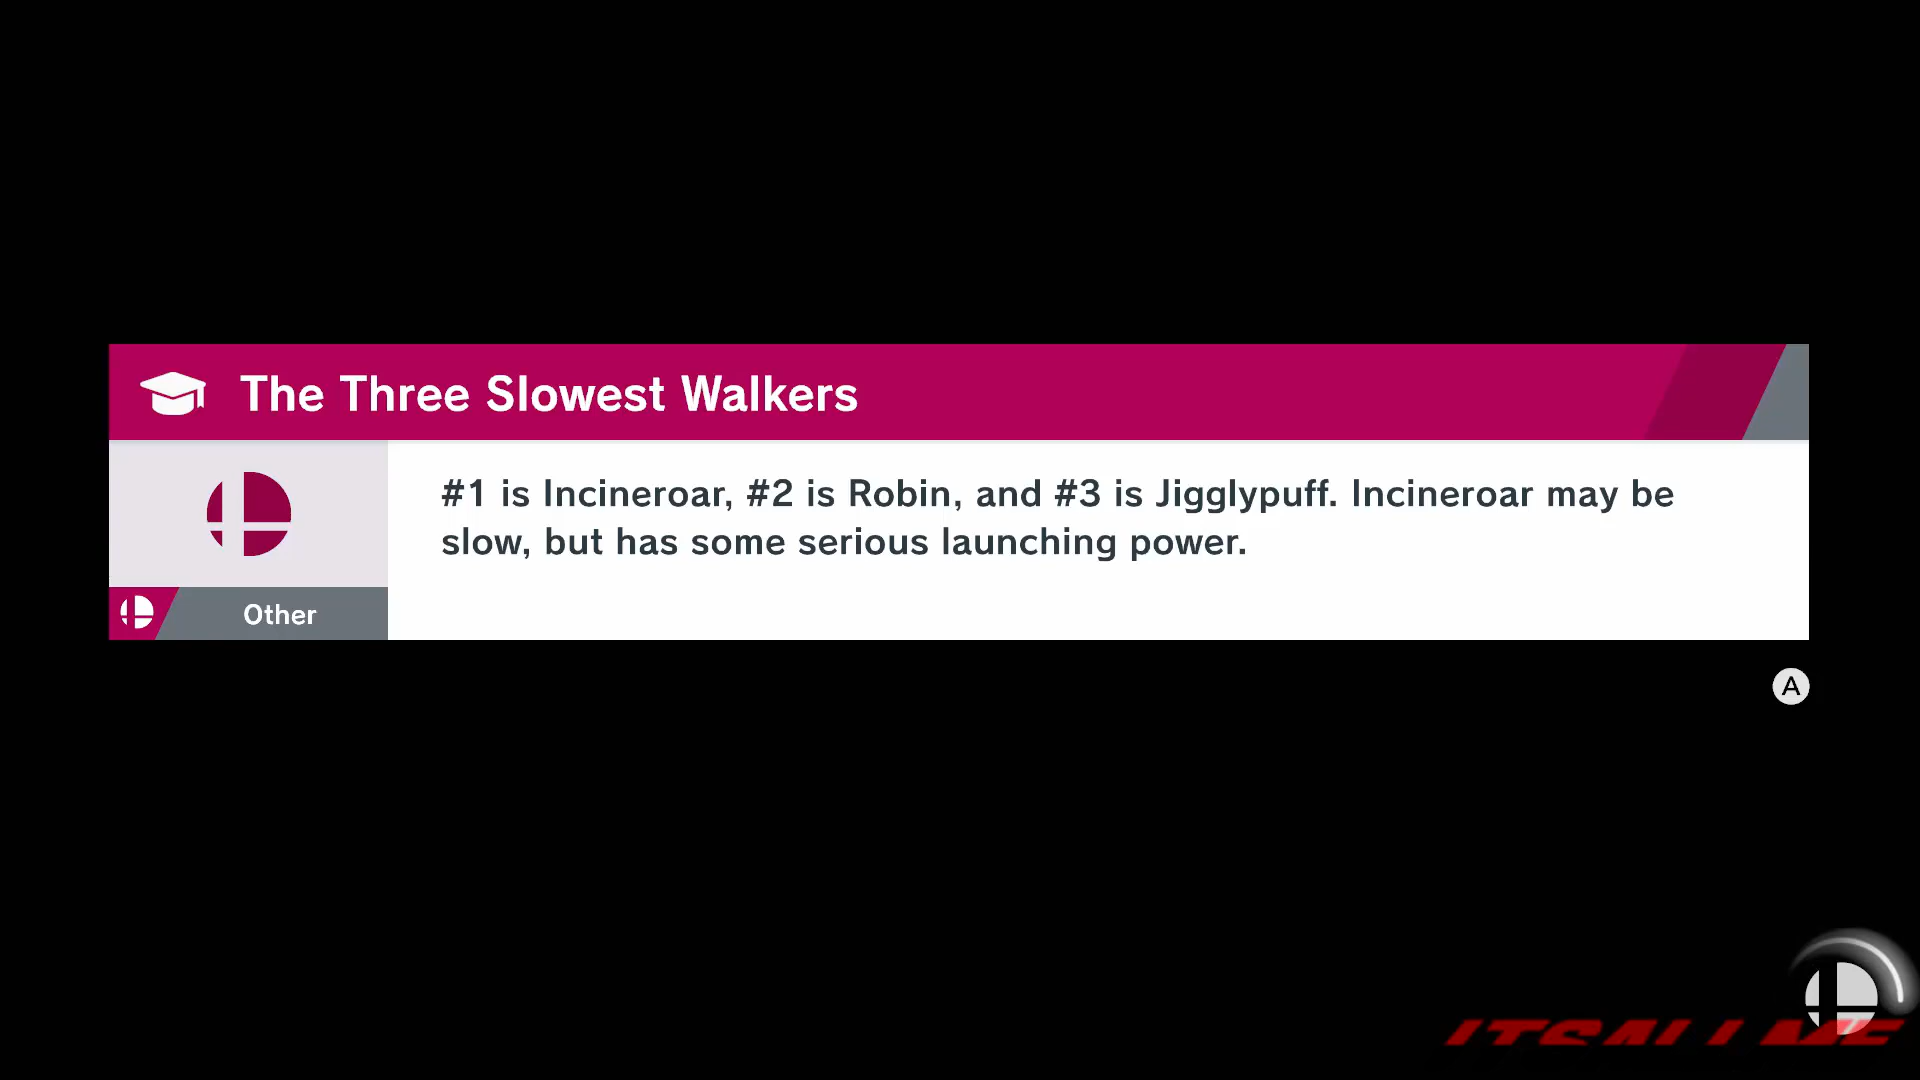 The Three Slowest Walkers
#1 is Incineroar, #2 is Robin, and #3 is Jigglypuff. Incineroar may be
slow, but has some serious launching power.
Other
A